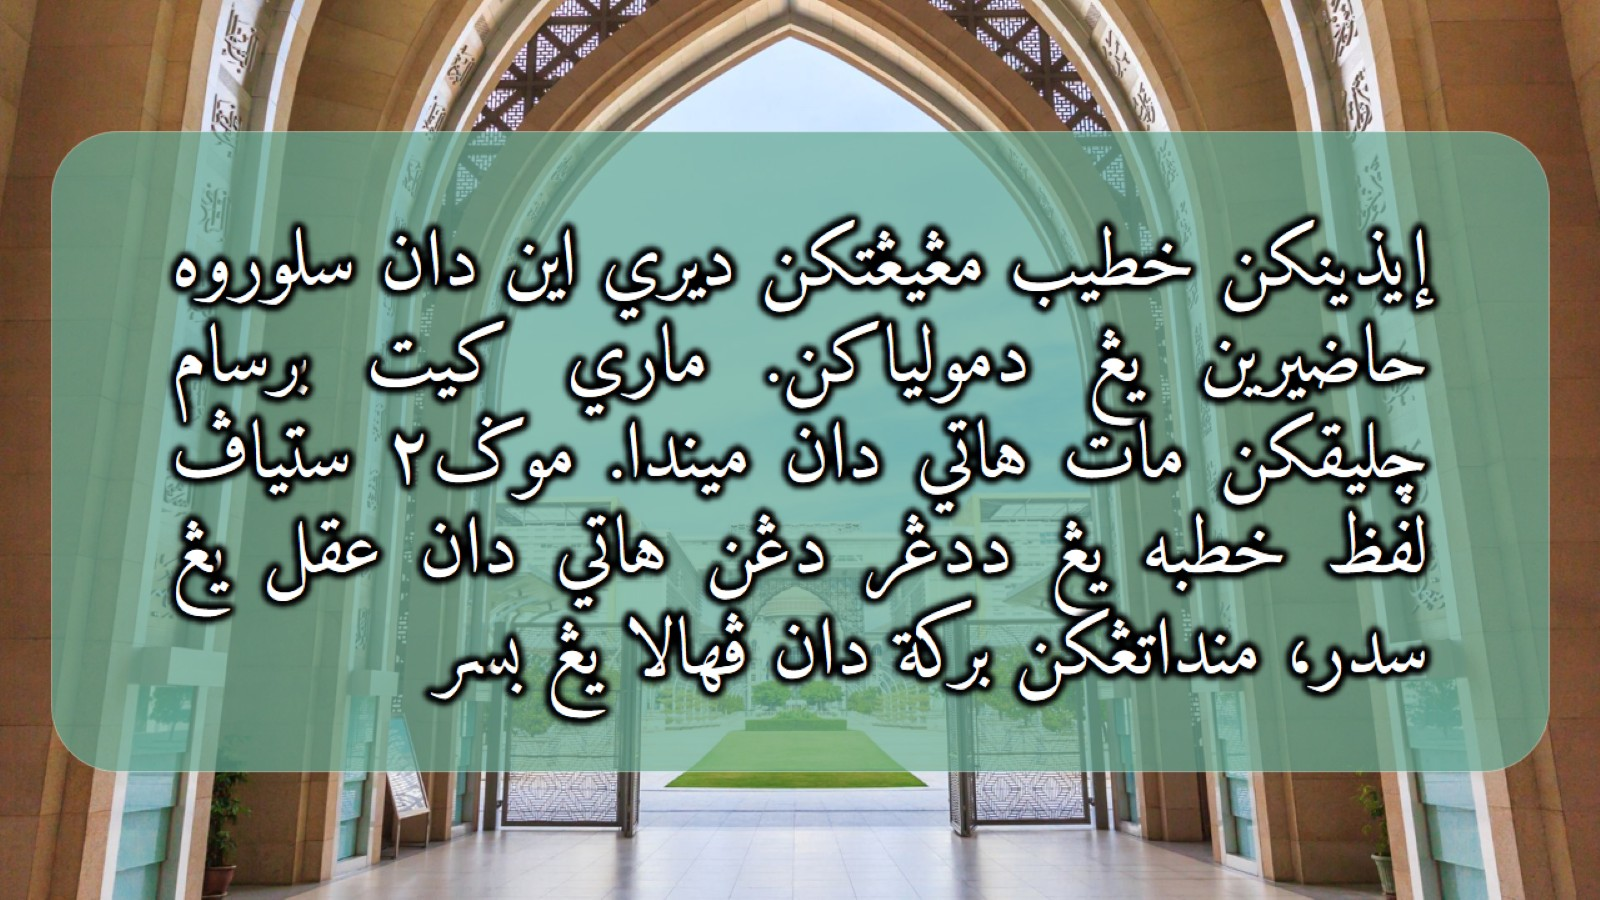 إيذينكن خطيب مڠيڠتكن ديري اين دان سلوروه
حاضيرين يڠ دمولياكن. ماري كيت برسام
چليقكن مات هاتي دان ميندا. موݢ٢ ستياڤ
لفظ خطبه يڠ ددڠر دڠن هاتي دان عقل يڠ
سدر، منداتڠكن بركة دان ڤهالا يڠ بسر